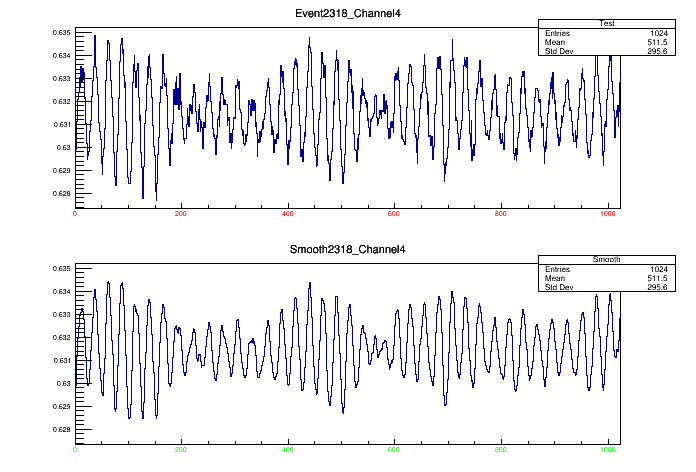 Event2318_Channel4
Test
Entries 1024
Mean 511.5
Std Dev 295.6
0.635
0.634
0.633
0.632
0.631
0.63
0.629
0.628
0 200 400 600 800 1000
Smooth2318_Channel4
Smooth
Entries 1024
Mean 511.5
Std Dev 295.6
0.635
0.634
0.633
0.632
0.631
0.63
0.629
0.628
0 200 400 600 800 1000